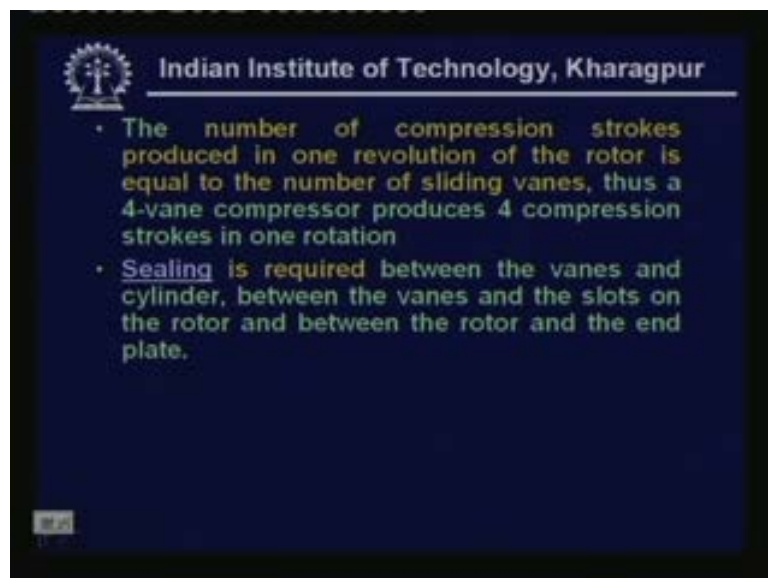 Indian Institute of Technology, Kharagpur
• The number of compression strokes
produced in one revolution of the rotor is
equal to the number of sliding vanes, thus a
4-vane compressor produces 4 compression
strokes in one rotation
• Sealing is required between the vanes and
cylinder, between the vanes and the slots on
the rotor and between the rotor and the end
plate.